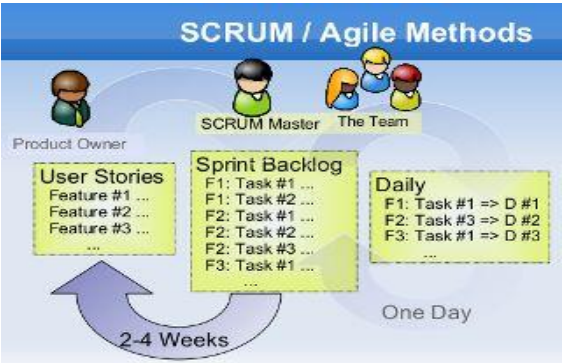 SCRUM / Agile Methods
Product Owner
SCRUM Master
The Team
User Stories
Feature #1 ...
Feature #2 ...
Feature #3 ...
...
Sprint Backlog
F1: Task #1 ...
F1: Task #2 ...
F2: Task #1 ...
F2: Task #2 ...
F2: Task #3 ...
F3: Task #1 ...
...
Daily
F1: Task #1 => D #1
F2: Task #3 => D #2
F3: Task #1 => D #3
...
2-4 Weeks
One Day